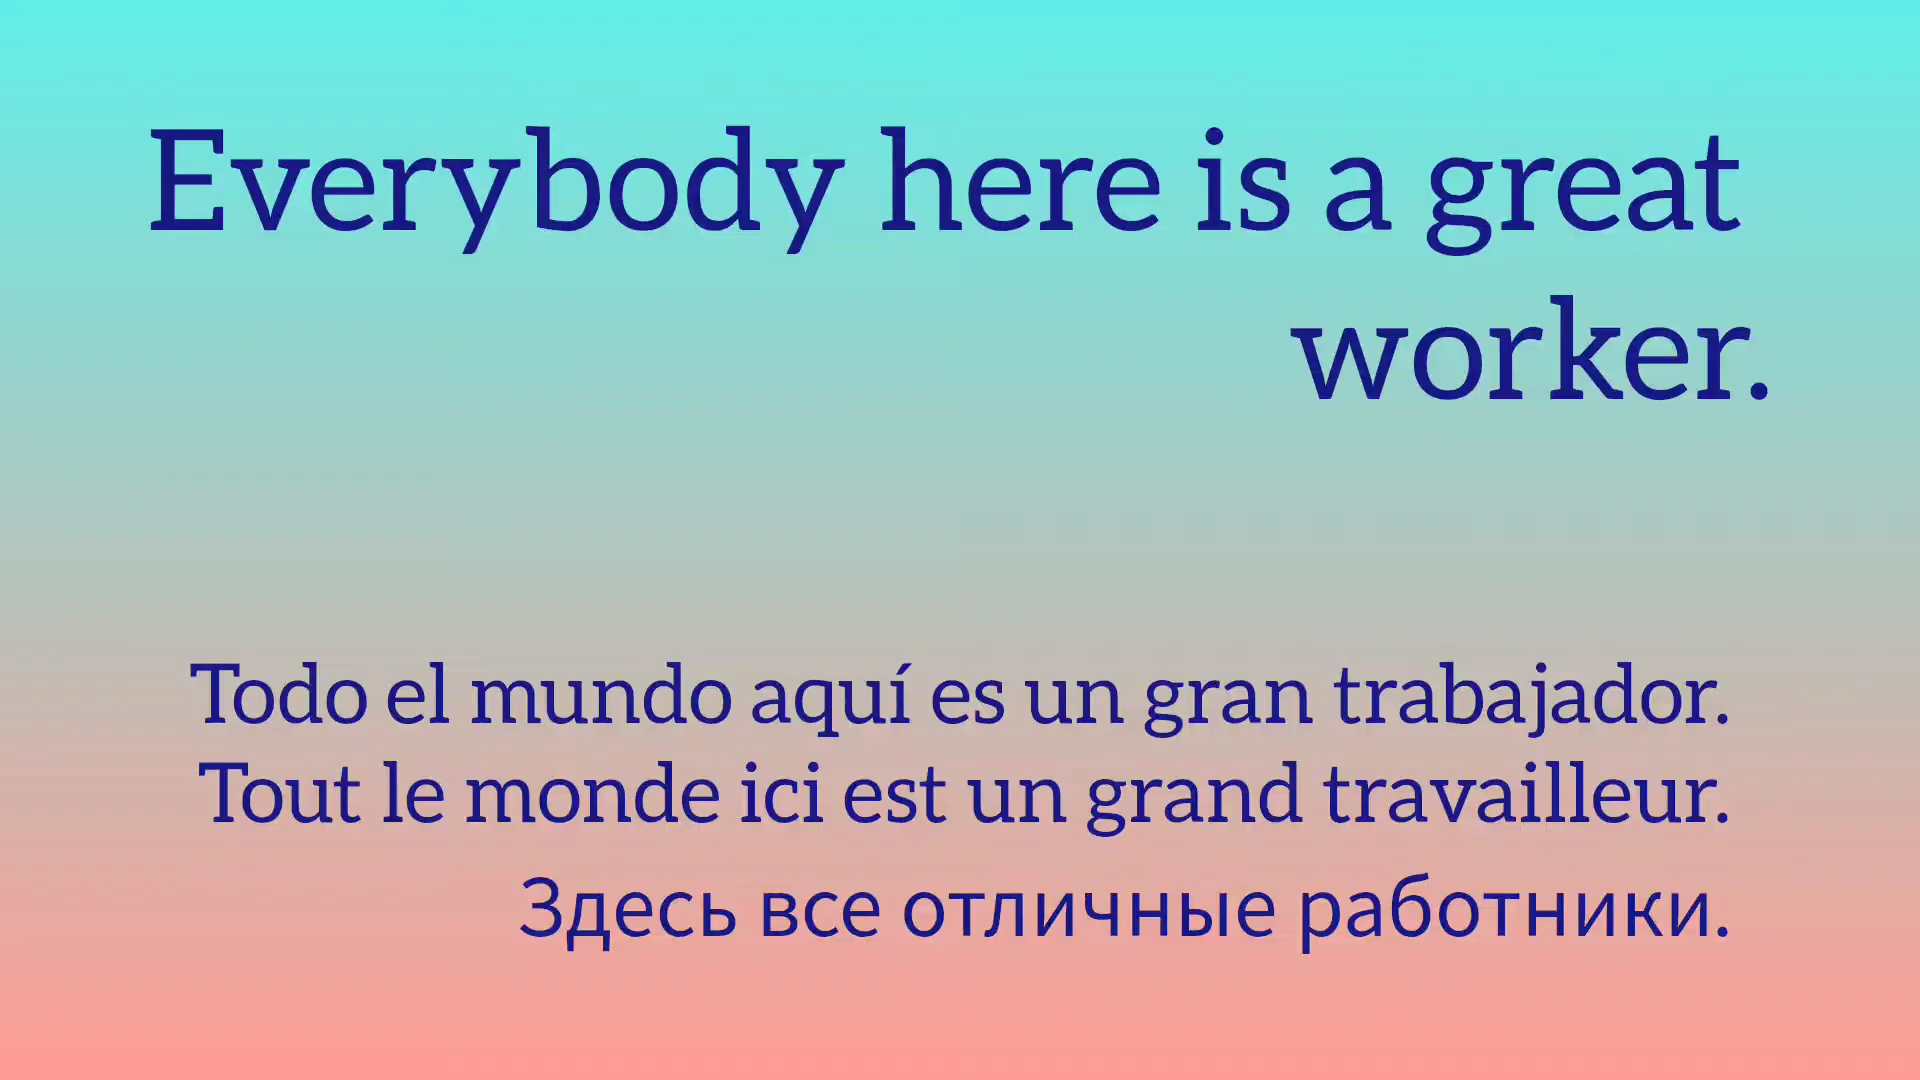 Everybody here is a great
worker.
Todo el mundo aquí es un gran trabajador.
Tout le monde ici est un grand travailleur.
Здесь все отличные работники.